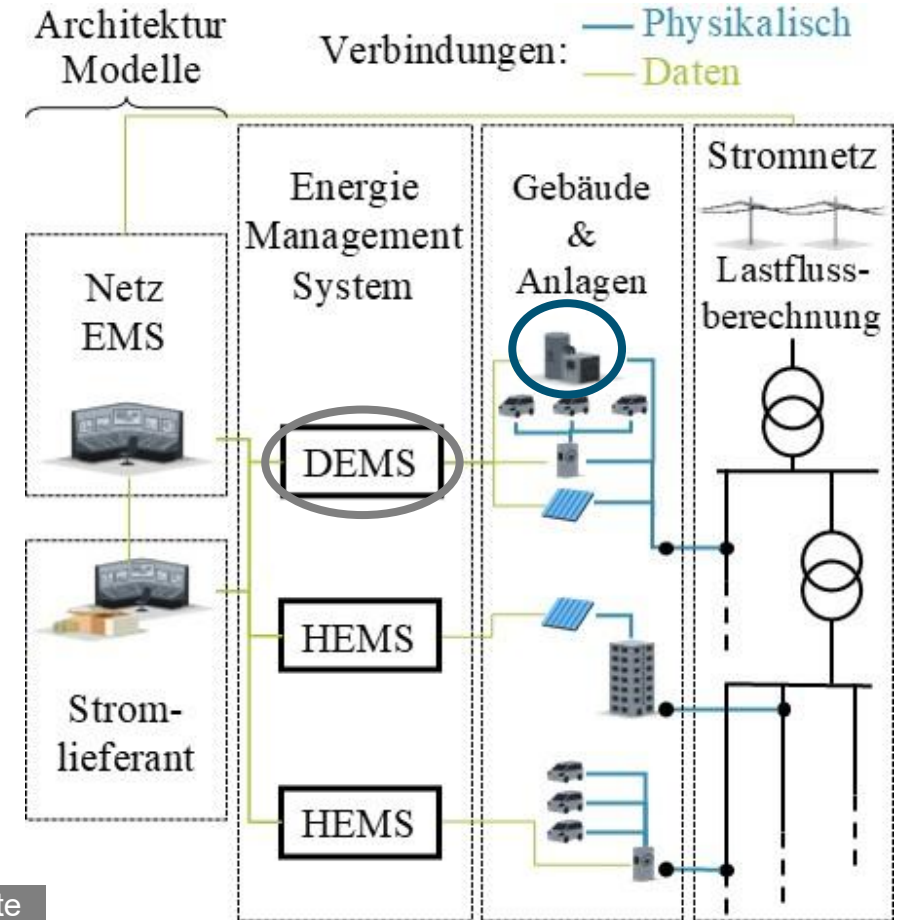 Architektur
Modelle
Verbindungen:
Physikalisch
Daten
Netz
EMS
Strom-
lieferant
Energie
Management
System
DEMS
HEMS
HEMS
Gebäude
&
Anlagen
Stromnetz
Lastfluss-
berechnung
te